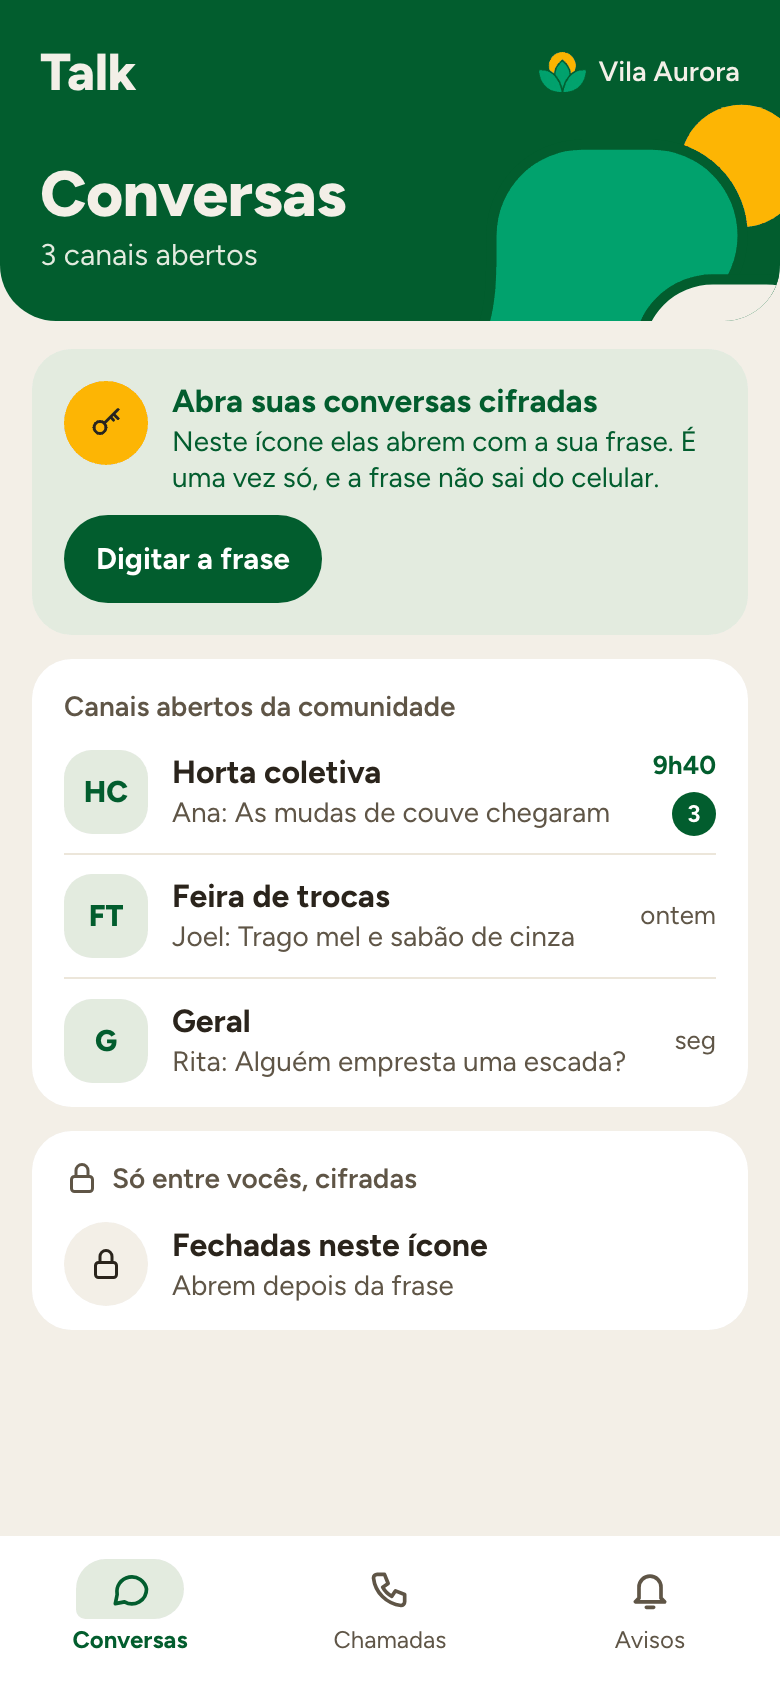 Talk
Vila Aurora
Conversas
3 canais abertos
Abra suas conversas cifradas
Neste ícone elas abrem com a sua frase. É
uma vez só, e a frase não sai do celular.
Digitar a frase
Canais abertos da comunidade
HC
Horta coletiva
9h40
Ana: As mudas de couve chegaram
3
FT
Feira de trocas
Joel: Trago mel e sabão de cinza
ontem
G
Geral
Rita: Alguém empresta uma escada?
seg
Só entre vocês, cifradas
Fechadas neste ícone
Abrem depois da frase
Conversas
Chamadas
Avisos